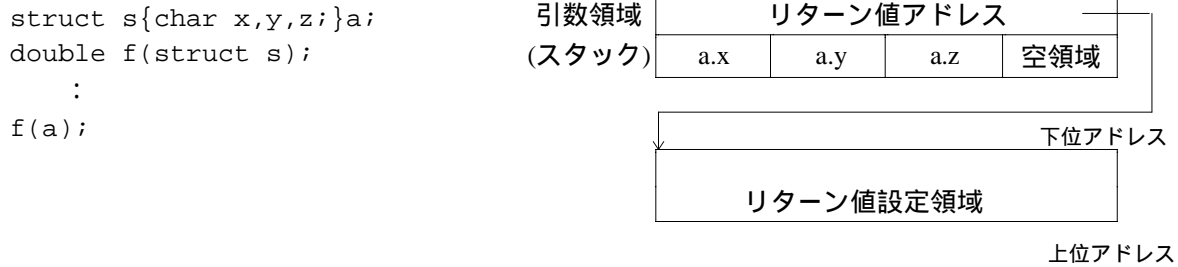 struct s{char x,y,z;}a;
double f(struct s);
:
f(a);
引数領域
(スタック)
リターン値アドレス
a.x a.y a.z 空領域
下位アドレス
リターン値設定領域
上位アドレス